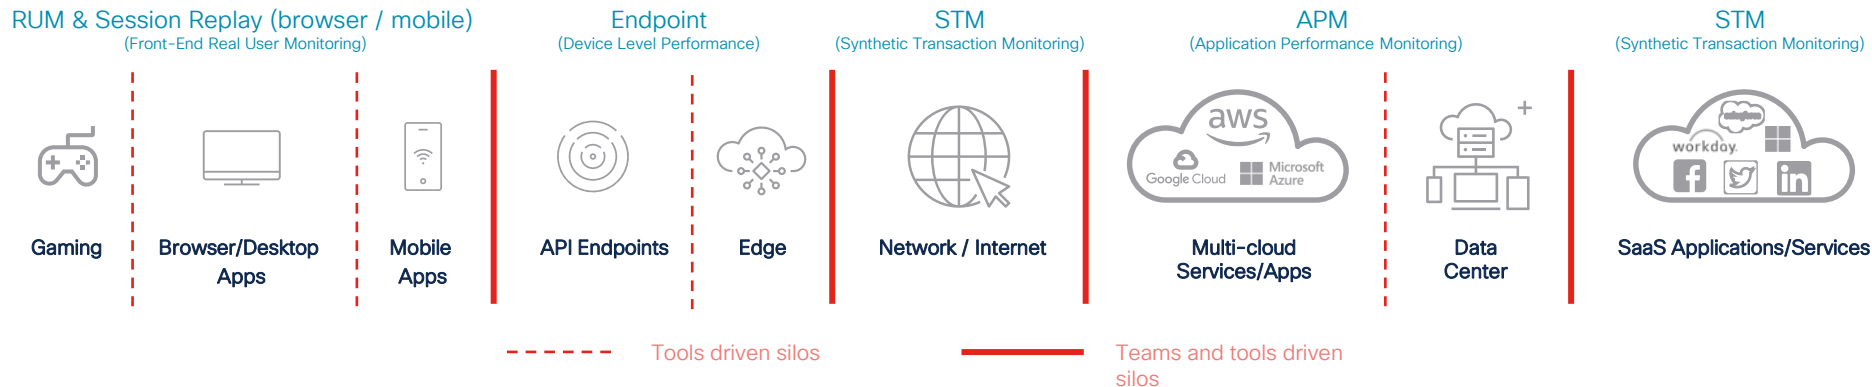 RUM & Session Replay (browser / mobile)
(Front-End Real User Monitoring)
Endpoint
(Device Level Performance)
STM
(Synthetic Transaction Monitoring)
APM
(Application Performance Monitoring)
STM
(Synthetic Transaction Monitoring)
aws
Google Cloud
Microsoft
Azure
salesforce
workday.
in
Gaming
Browser/Desktop
Apps
Mobile
Apps
API Endpoints
Edge
Network / Internet
Multi-cloud
Services/Apps
Data
Center
SaaS Applications/Services
Tools driven silos
Teams and tools driven
silos